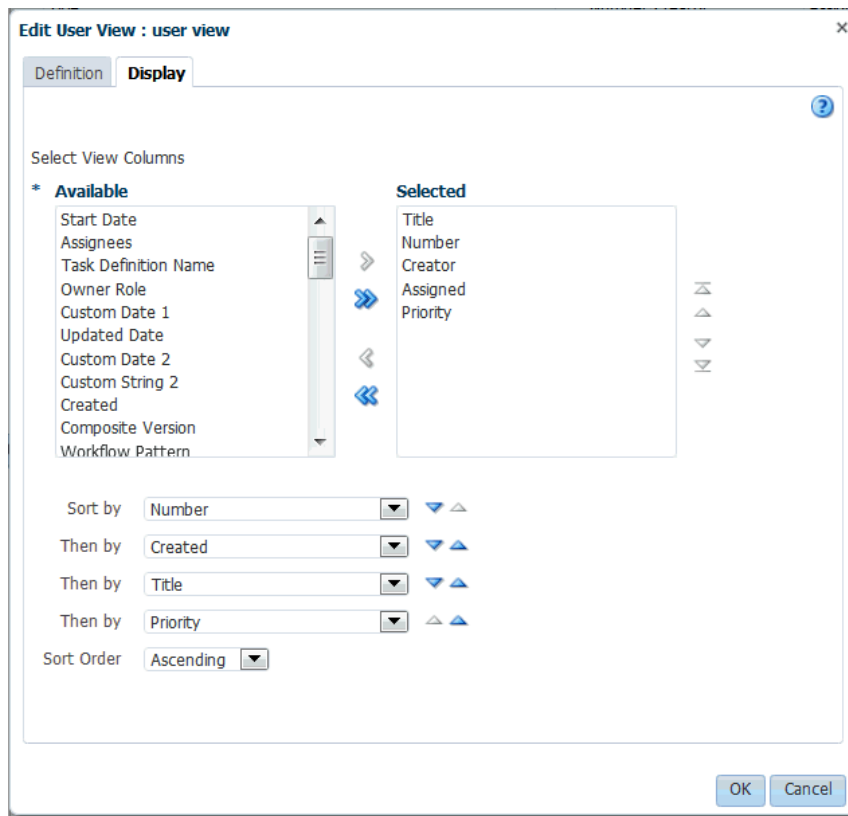 Edit User View : user view
Definition
Display
Select View Columns
* Available
Selected
Start Date
Assignees
Task Definition Name
Owner Role
Custom Date 1
Updated Date
Custom Date 2
Custom String 2
Created
Composite Version
Workflow Pattern
Title
Number
Creator
Assigned
Priority
Sort by Number
Then by Created
Then by Title
Then by Priority
Sort Order Ascending
OK Cancel